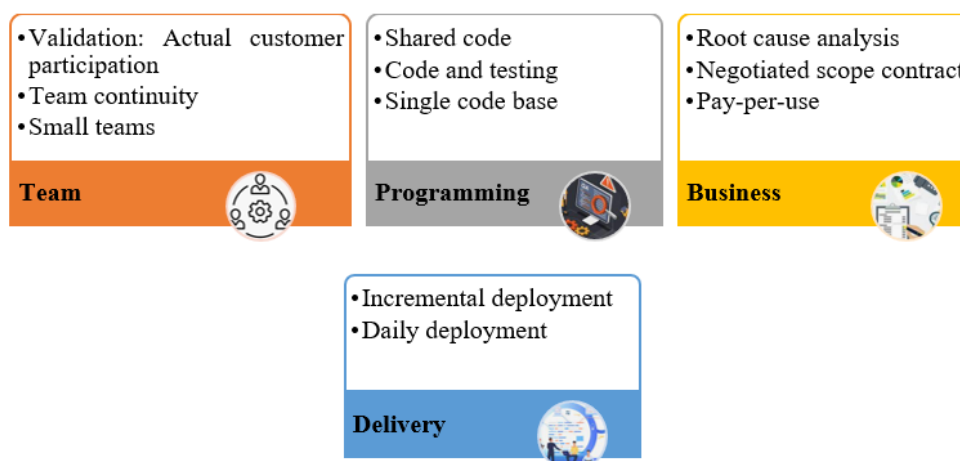 •Validation: Actual customer
participation
•Team continuity
•Small teams
Team
•Shared code
•Code and testing
•Single code base
Programming
•Root cause analysis
•Negotiated scope contract
•Pay-per-use
Business
•Incremental deployment
•Daily deployment
Delivery